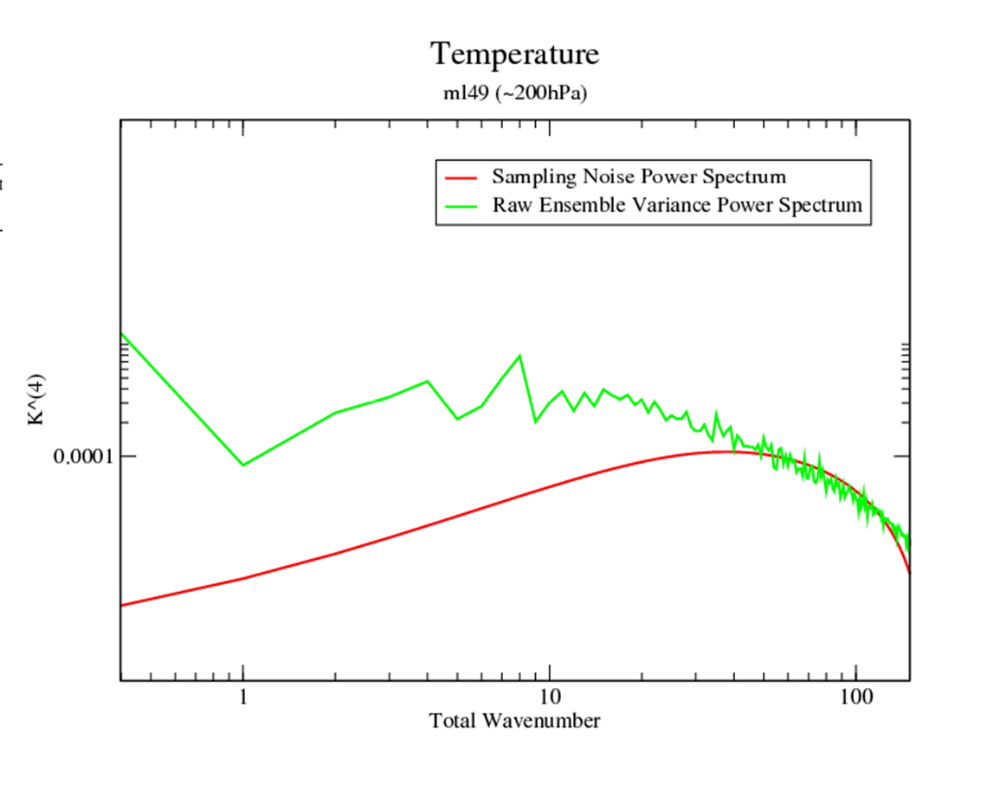 Temperature
ml49 (~200hPa)
Sampling Noise Power Spectrum
Raw Ensemble Variance Power Spectrum
K^(4)
0.0001
1 10 100
Total Wavenumber